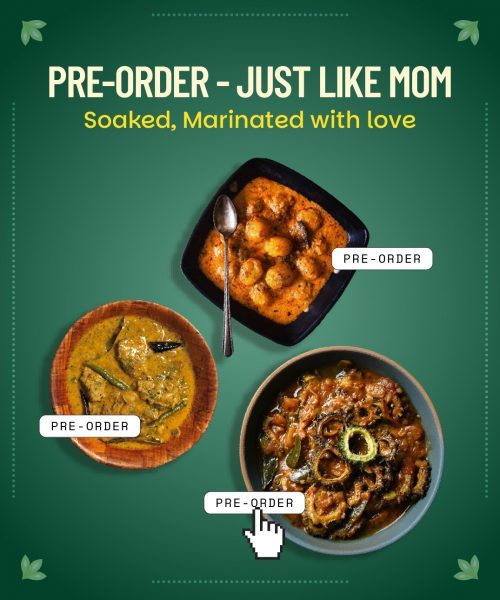 PRE-ORDER - JUST LIKE MOM
Soaked, Marinated with love
PRE-ORDER
PRE-ORDER
PRE-ORDER